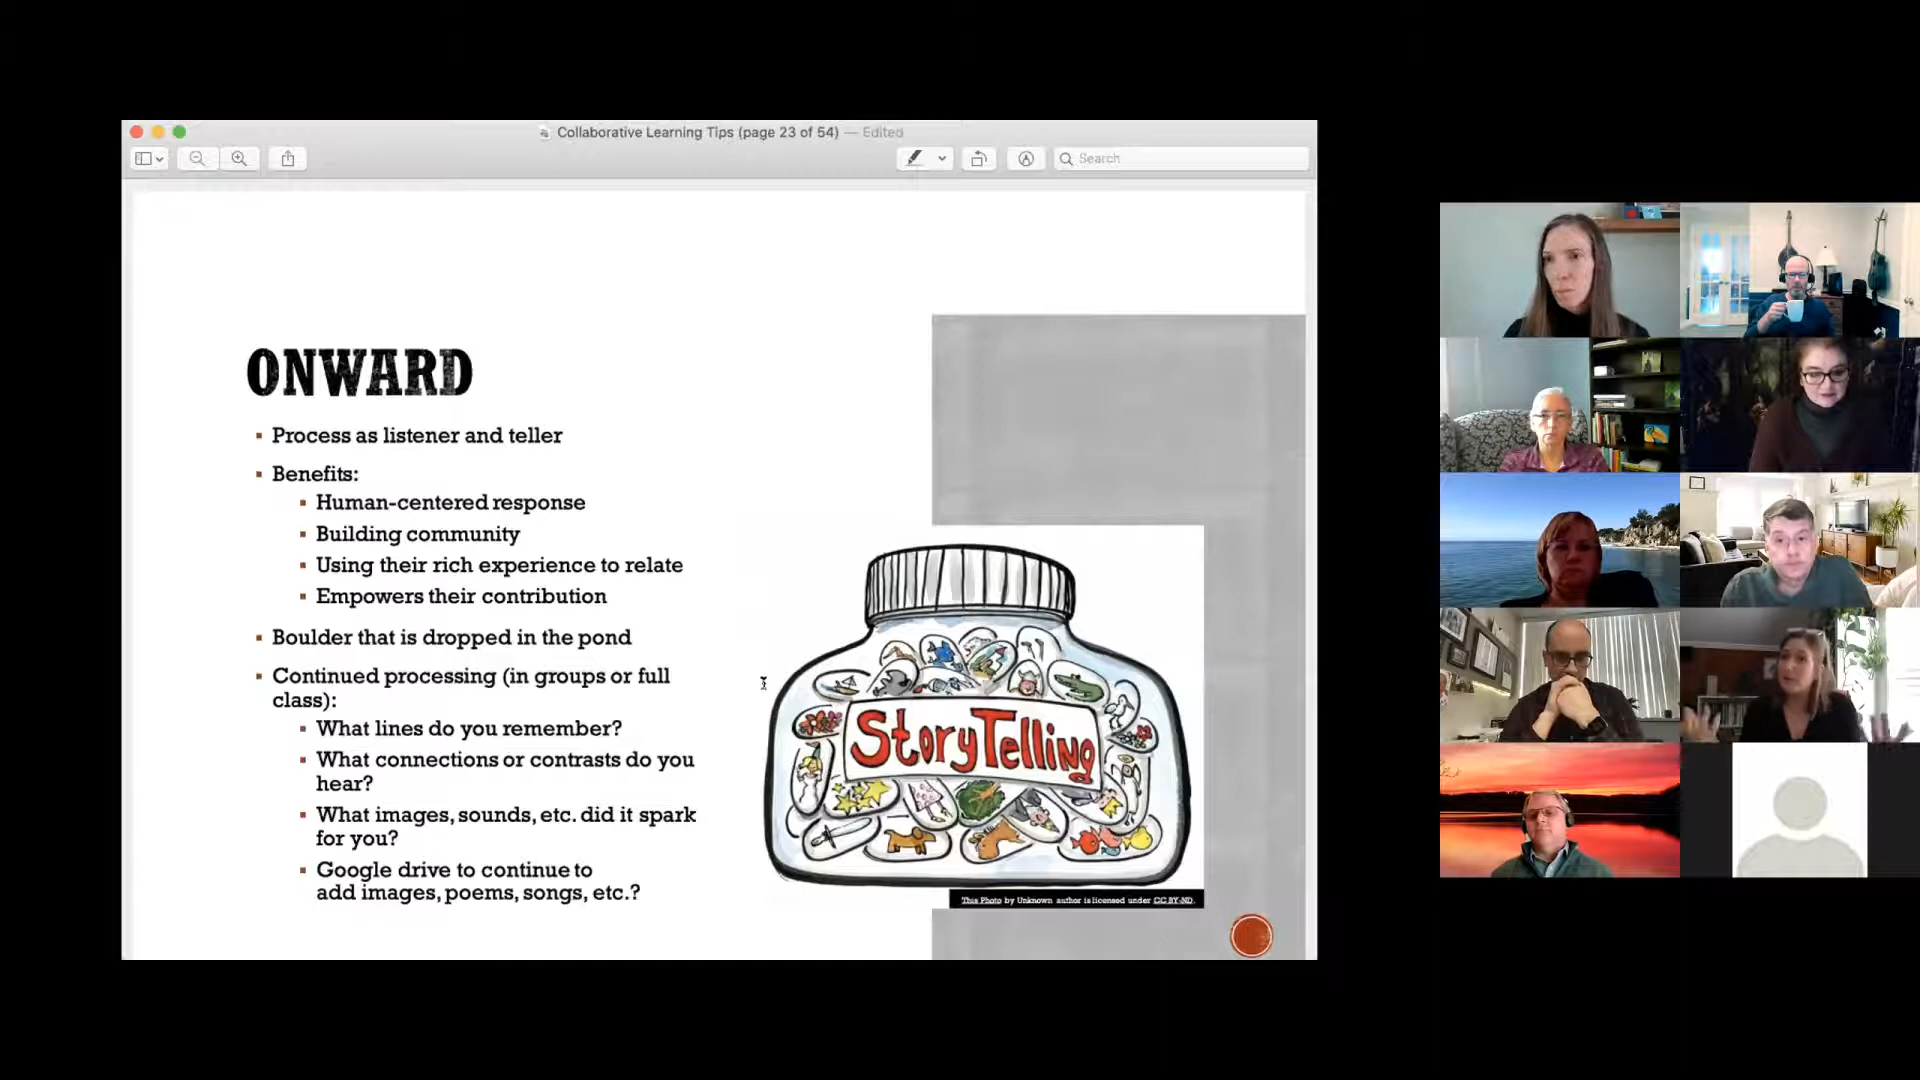 Collaborative Learning Tips (page 23 of 54) — Edited
Search
ONWARD
Process as listener and teller
Benefits:
Human-centered response
Building community
Using their rich experience to relate
Empowers their contribution
Boulder that is dropped in the pond
Continued processing (in groups or full
class):
What lines do you remember?
What connections or contrasts do you
hear?
What images, sounds, etc. did it spark
for you?
Google drive to continue to
add images, poems, songs, etc.?
StoryTelling
This Photo by Unknown author is licensed under CC BY-ND.